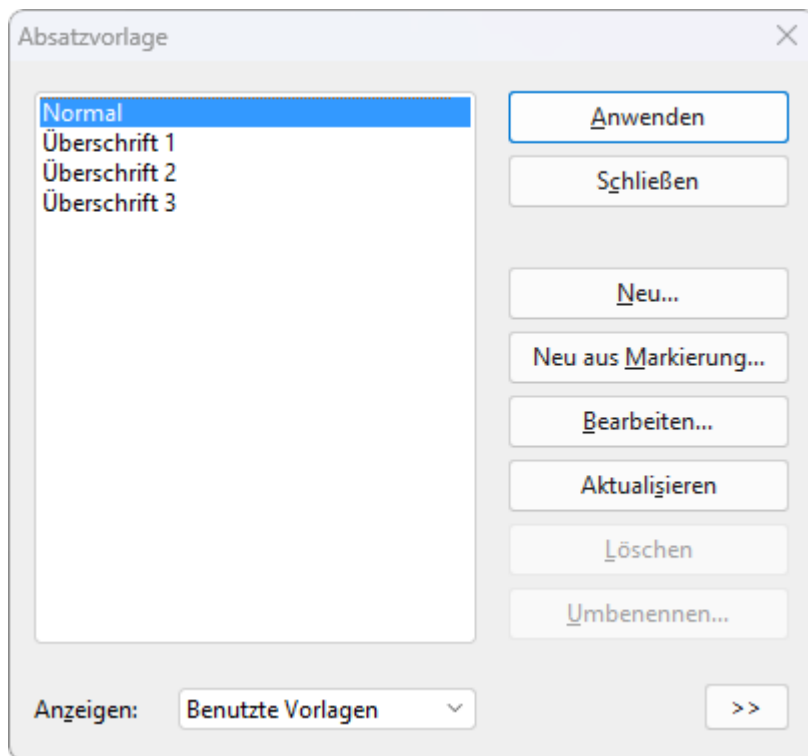 Absatzvorlage
Normal
Überschrift 1
Überschrift 2
Überschrift 3
Anwenden
Schließen
Neu...
Neu aus Markierung...
Bearbeiten...
Aktualisieren
Löschen
Umbenennen...
Anzeigen:
Benutzte Vorlagen
>>